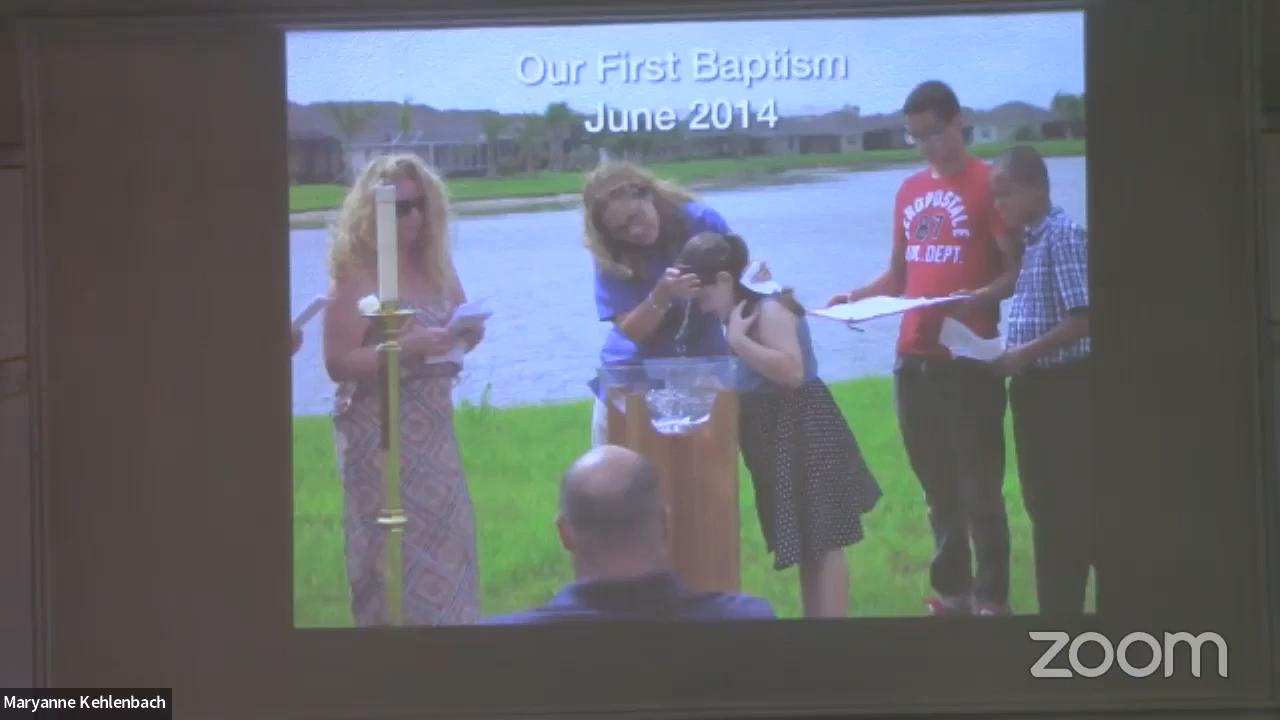 Our First Baptism
June 2014
AEROPOSTALE
87
DEPT.
zoom
Maryanne Kehlenbach